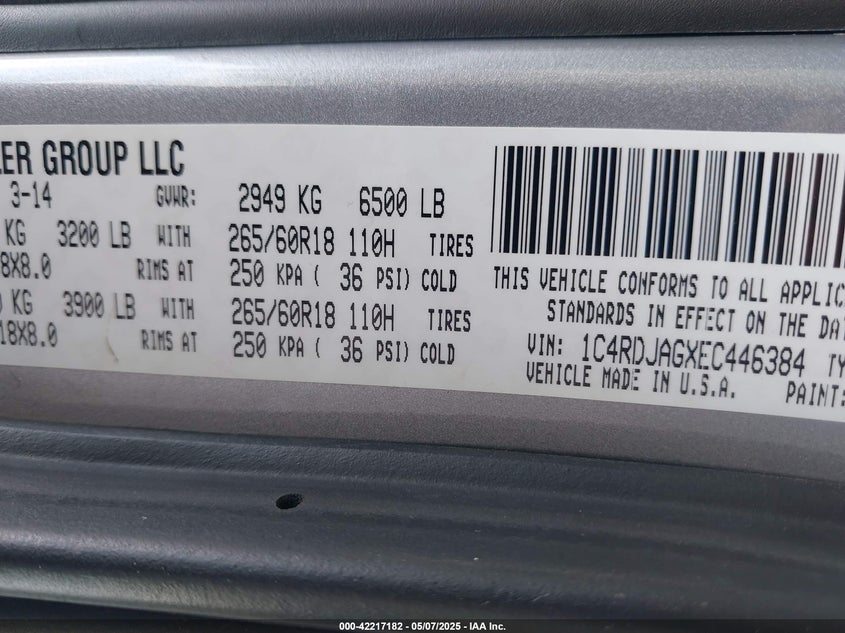 LER GROUP LLC
3-14 GVWR: 2949 KG 6500 LB
KG 3200 LB WITH 265/60R18 110H TIRES
8X8.0 RIMS AT 250 KPA ( 36 PSI) COLD
KG 3900 LB WITH 265/60R18 110H TIRES
18X8.0 RIMS AT 250 KPA ( 36 PSI) COLD
THIS VEHICLE CONFORMS TO ALL APPLIC
STANDARDS IN EFFECT ON THE DAT
VIN: 1C4RDJAGXEC446384 TY
VEHICLE MADE IN U.S.A. PAINT:
000-42217182 - 05/07/2025 - IAA Inc.